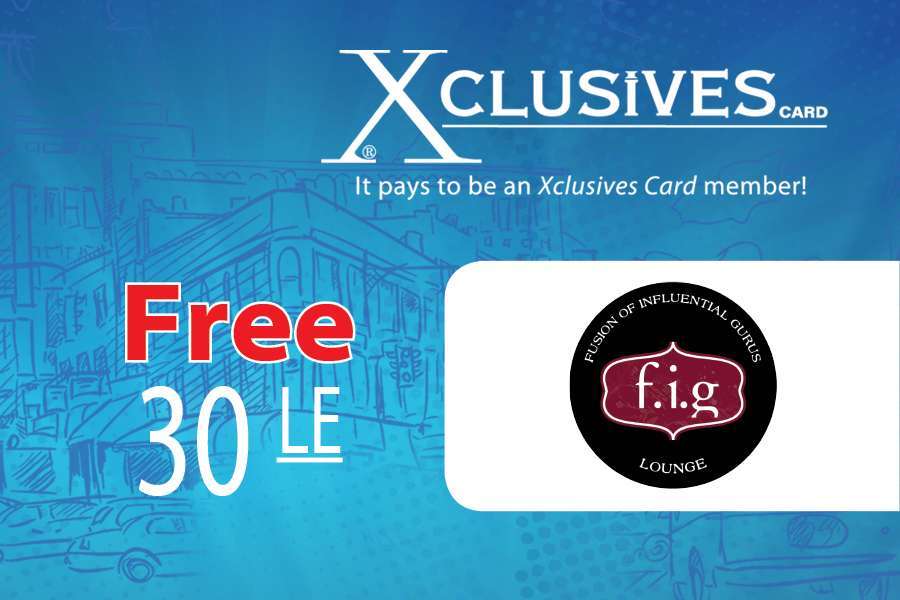 XCLUSiVES CARD
®
It pays to be an Xclusives Card member!
Free
30 LE
FUSION OF INFLUENTIAL GURUS
f.i.g
LOUNGE